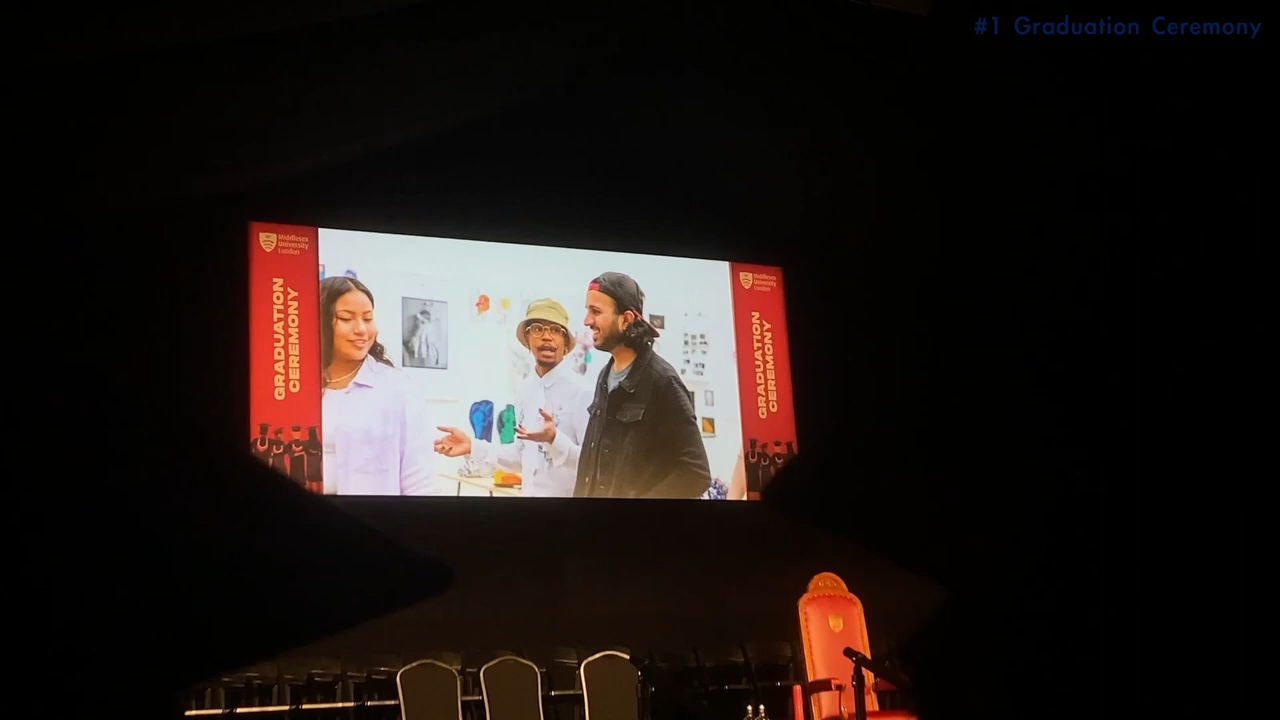 #1 Graduation Ceremony
Middlesex
University
London
GRADUATION
CEREMONY
Middlesex
University
London
GRADUATION
CEREMONY